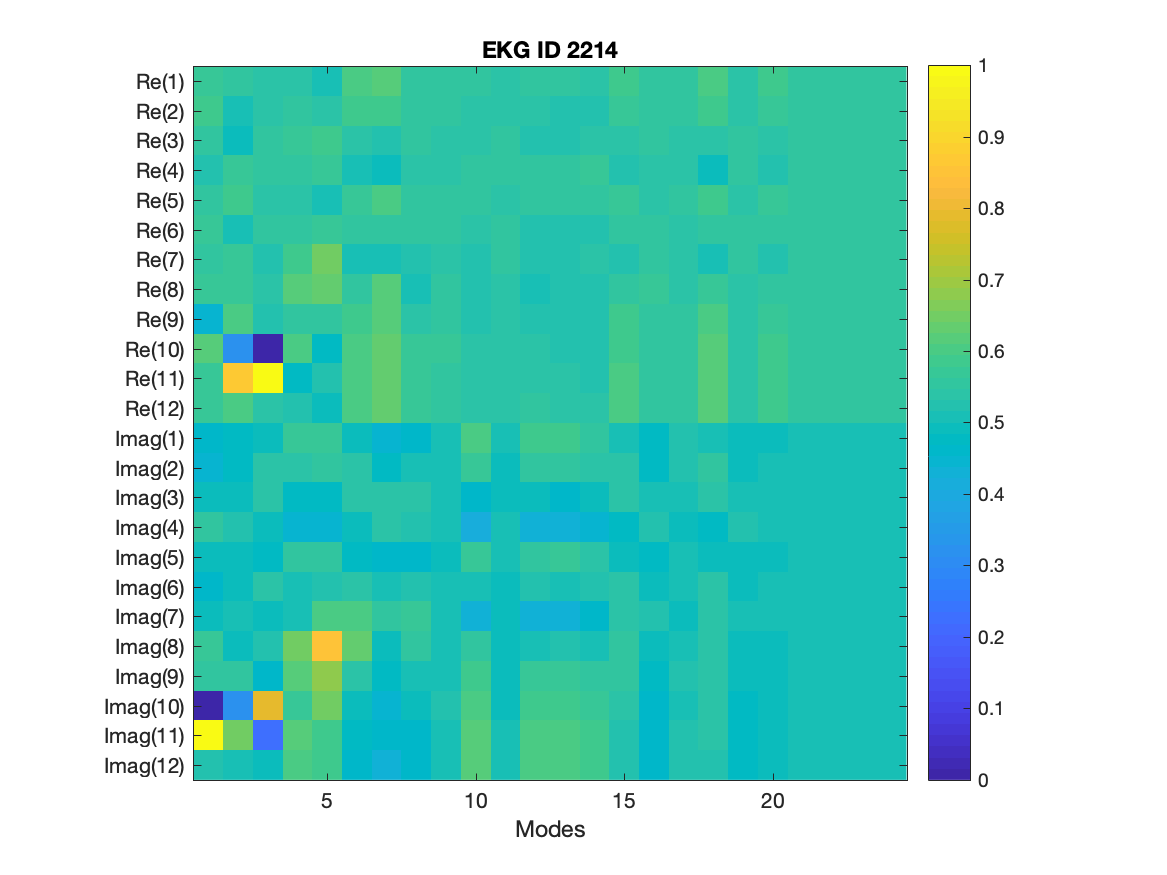 EKG ID 2214
Re(1)
Re(2)
Re(3)
Re(4)
Re(5)
Re(6)
Re(7)
Re(8)
Re(9)
Re(10)
Re(11)
Re(12)
Imag(1)
Imag(2)
Imag(3)
Imag(4)
Imag(5)
Imag(6)
Imag(7)
Imag(8)
Imag(9)
Imag(10)
Imag(11)
Imag(12)
5 10 15 20
Modes
1
0.9
0.8
0.7
0.6
0.5
0.4
0.3
0.2
0.1
0